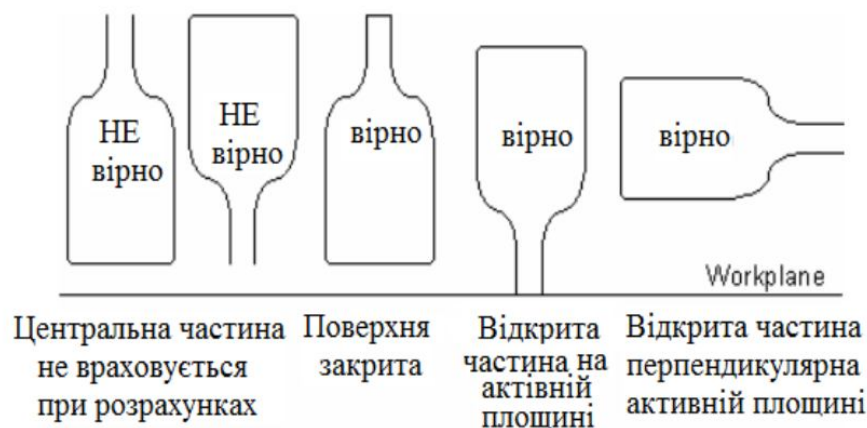 НЕ
вірно
НЕ
вірно
вірно
вірно
вірно
Workplane
Центральна частина
не враховується
при розрахунках
Поверхня
закрита
Відкрита
частина на
актівній
площині
Відкрита частина
перпендикулярна
активній площині